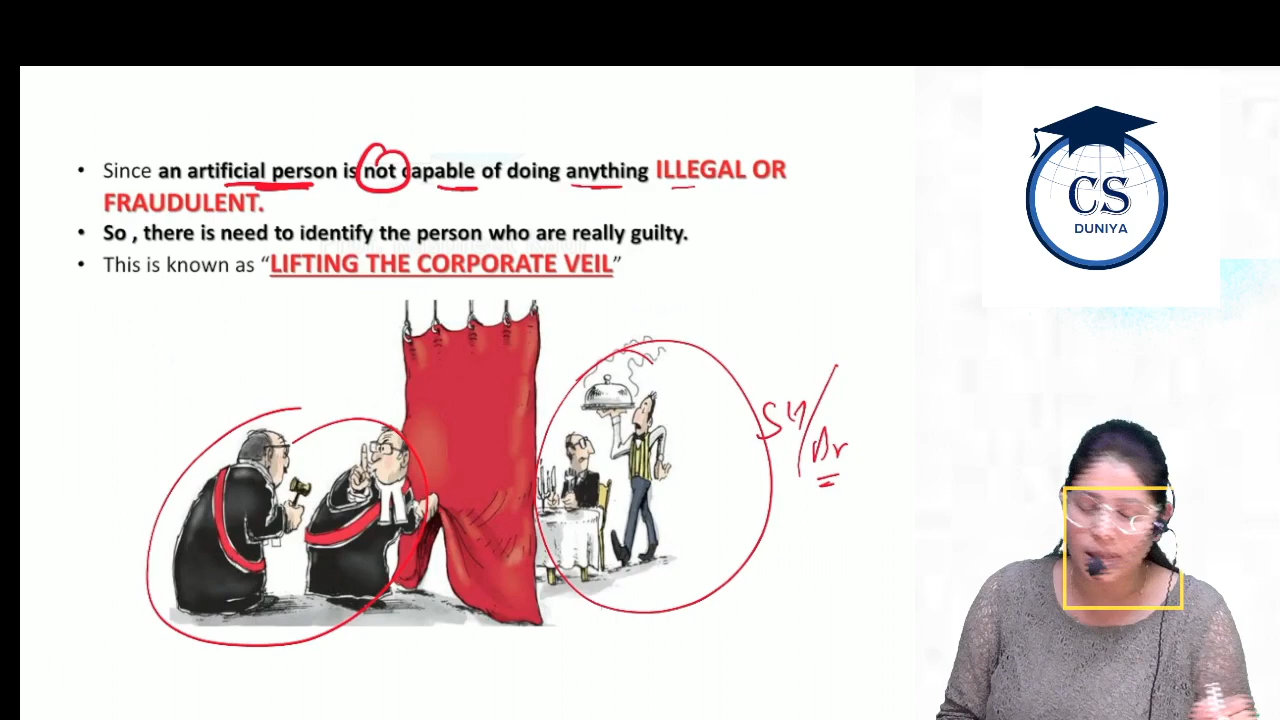 Since an artificial person is not capable of doing anything ILLEGAL OR
FRAUDULENT.
So , there is need to identify the person who are really guilty.
This is known as “LIFTING THE CORPORATE VEIL”
CS
DUNIYA